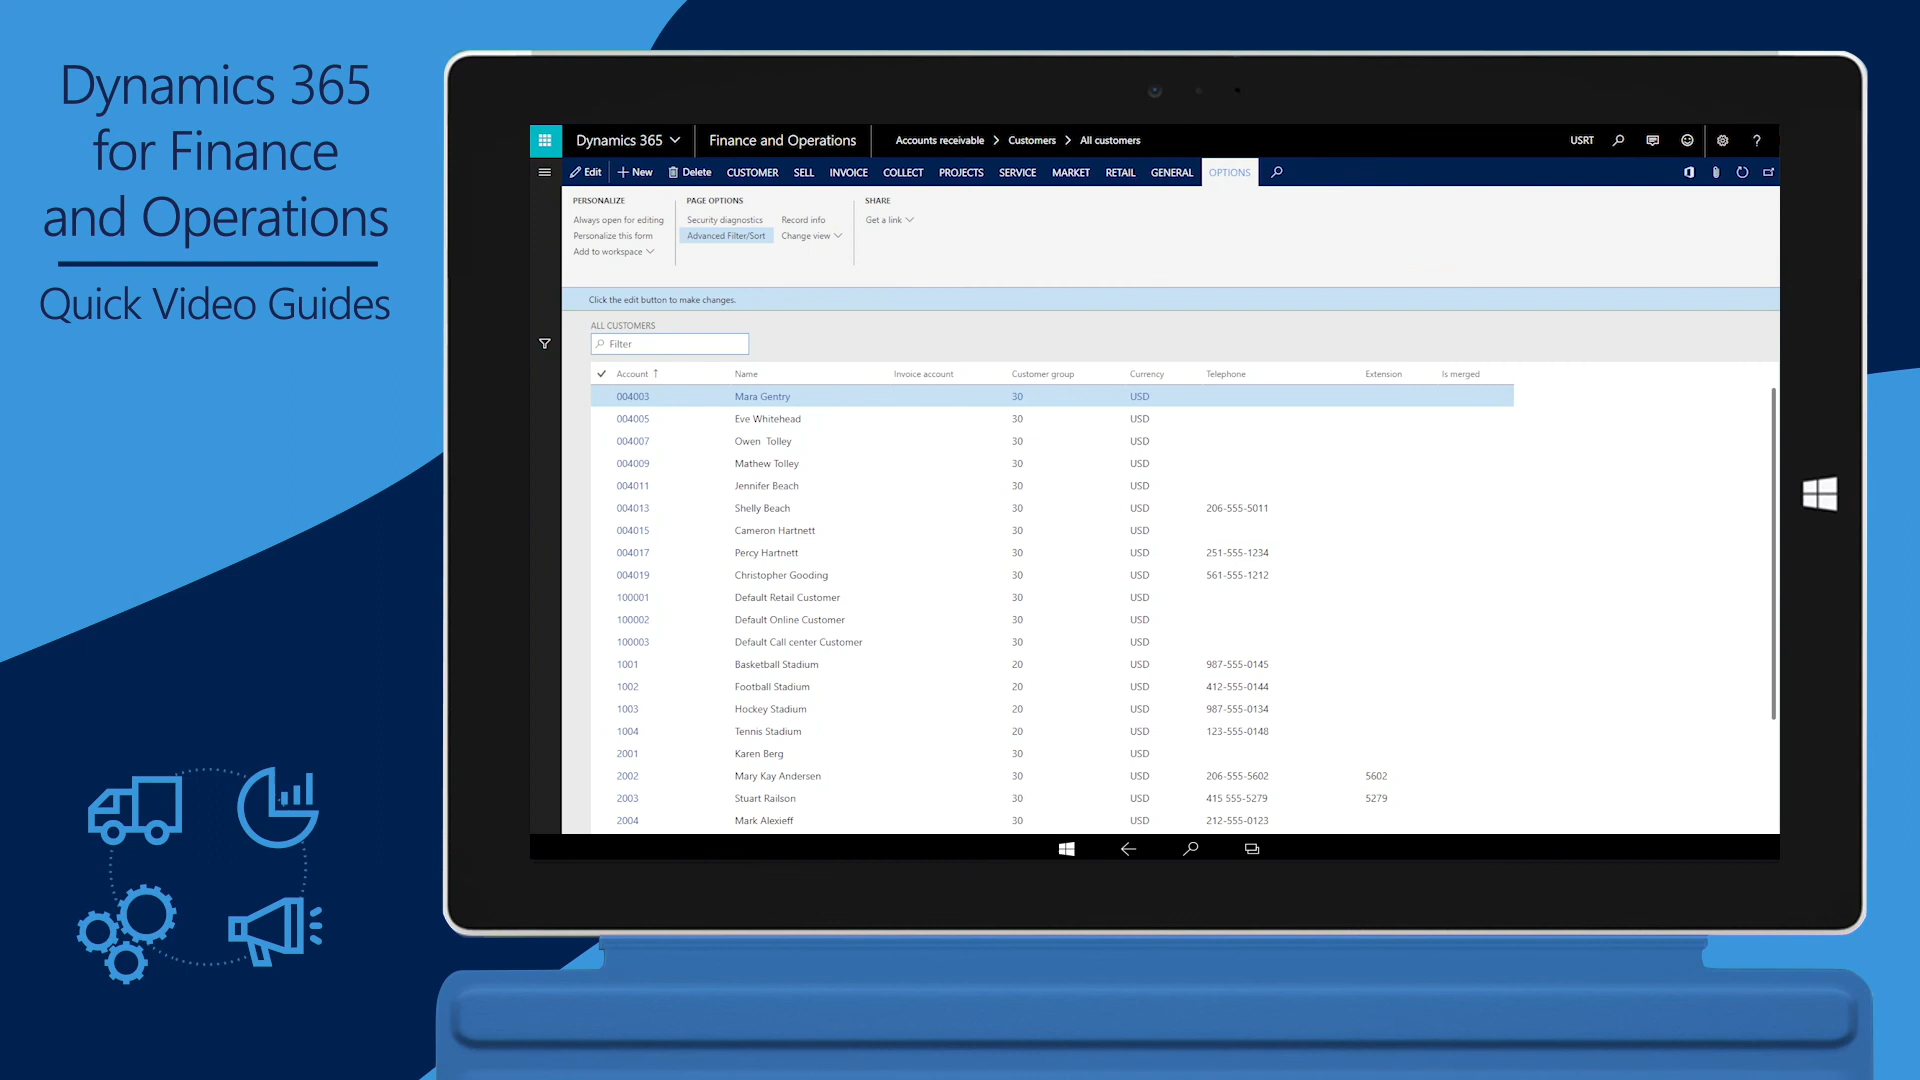 Dynamics 365
for Finance
and Operations
Quick Video Guides
Dynamics 365 Finance and Operations Accounts receivable > Customers > All customers USRT ?
Edit + New Delete CUSTOMER SELL INVOICE COLLECT PROJECTS SERVICE MARKET RETAIL GENERAL OPTIONS
PERSONALIZE PAGE OPTIONS SHARE
Always open for editing Security diagnostics Record info Get a link
Personalize this form Advanced Filter/Sort Change view
Add to workspace
Click the edit button to make changes.
ALL CUSTOMERS
Filter
Account Name Invoice account Customer group Currency Telephone Extension Is merged
004003 Mara Gentry 30 USD
004005 Eve Whitehead 30 USD
004007 Owen Tolley 30 USD
004009 Mathew Tolley 30 USD
004011 Jennifer Beach 30 USD
004013 Shelly Beach 30 USD 206-555-5011
004015 Cameron Hartnett 30 USD
004017 Percy Hartnett 30 USD 251-555-1234
004019 Christopher Gooding 30 USD 561-555-1212
100001 Default Retail Customer 30 USD
100002 Default Online Customer 30 USD
100003 Default Call center Customer 30 USD
1001 Basketball Stadium 20 USD 987-555-0145
1002 Football Stadium 20 USD 412-555-0144
1003 Hockey Stadium 20 USD 987-555-0134
1004 Tennis Stadium 20 USD 123-555-0148
2001 Karen Berg 30 USD
2002 Mary Kay Andersen 30 USD 206-555-5602 5602
2003 Stuart Railson 30 USD 415 555-5279 5279
2004 Mark Alexieff 30 USD 212-555-0123